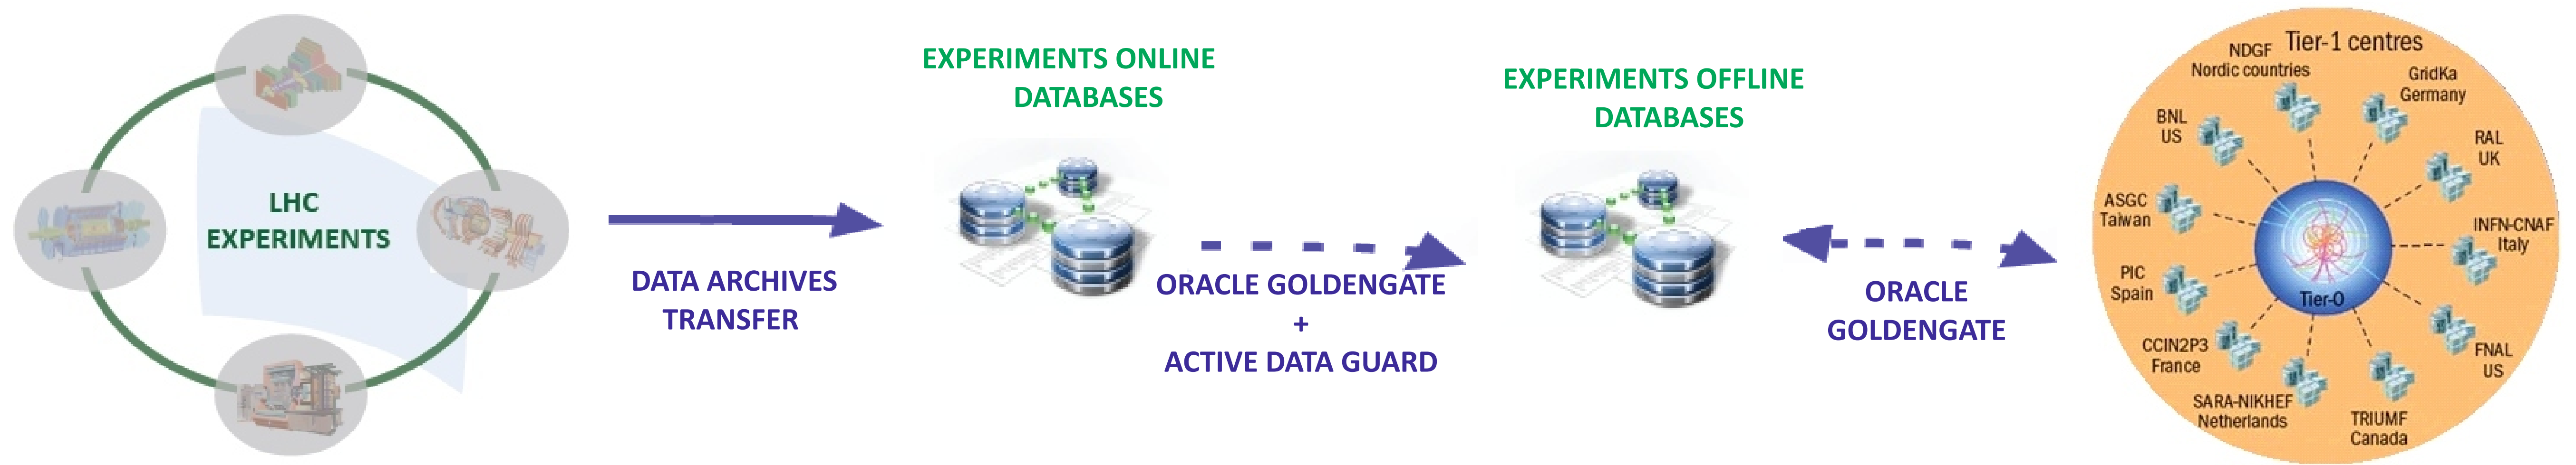 LHC
EXPERIMENTS
DATA ARCHIVES
TRANSFER
EXPERIMENTS ONLINE
DATABASES
ORACLE GOLDENGATE
+
ACTIVE DATA GUARD
EXPERIMENTS OFFLINE
DATABASES
ORACLE
GOLDENGATE
Tier-1 centres
NDGF
Nordic countries
GridKa
Germany
BNL
US
RAL
UK
ASGC
Taiwan
INFN-CNAF
Italy
PIC
Spain
Tier-0
CCIN2P3
France
FNAL
US
SARA-NIKHEF
Netherlands
TRIUMF
Canada